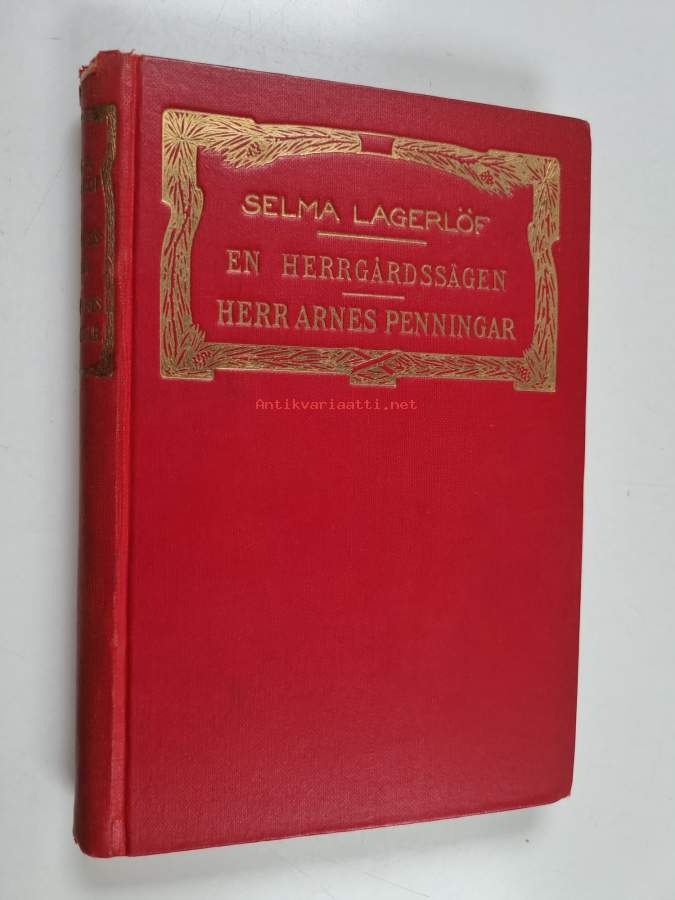 SELMA LAGERLÖF
EN HERRGÅRDSSÄGEN
HERR ARNES PENNINGAR
Antikvariaatti.net